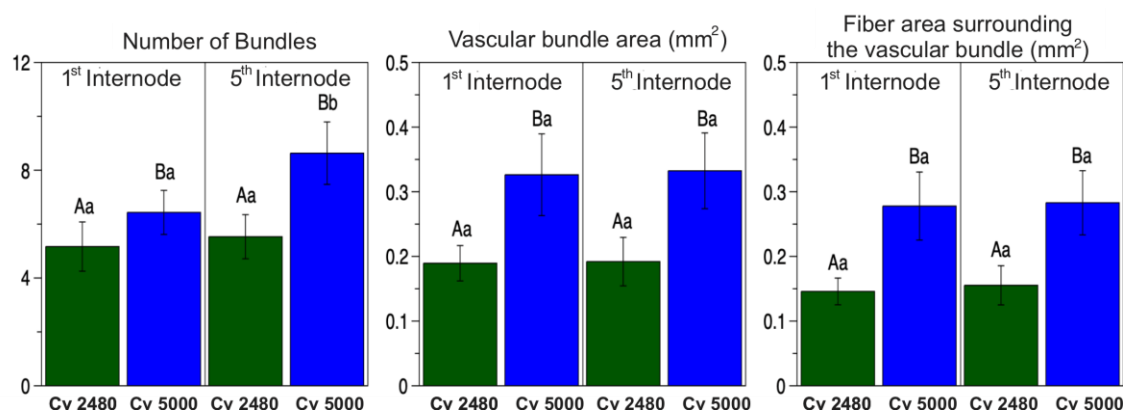 Number of Bundles
12
8
4
0
1st Internode
5th Internode
Aa
Ba
Aa
Bb
Cv 2480 Cv 5000 Cv 2480 Cv 5000
Vascular bundle area (mm2)
0.5
0.4
0.3
0.2
0.1
0
1st Internode
5th Internode
Aa
Ba
Aa
Ba
Cv 2480 Cv 5000 Cv 2480 Cv 5000
Fiber area surrounding
the vascular bundle (mm2)
0.5
0.4
0.3
0.2
0.1
0
1st Internode
5th Internode
Aa
Ba
Aa
Ba
Cv 2480 Cv 5000 Cv 2480 Cv 5000